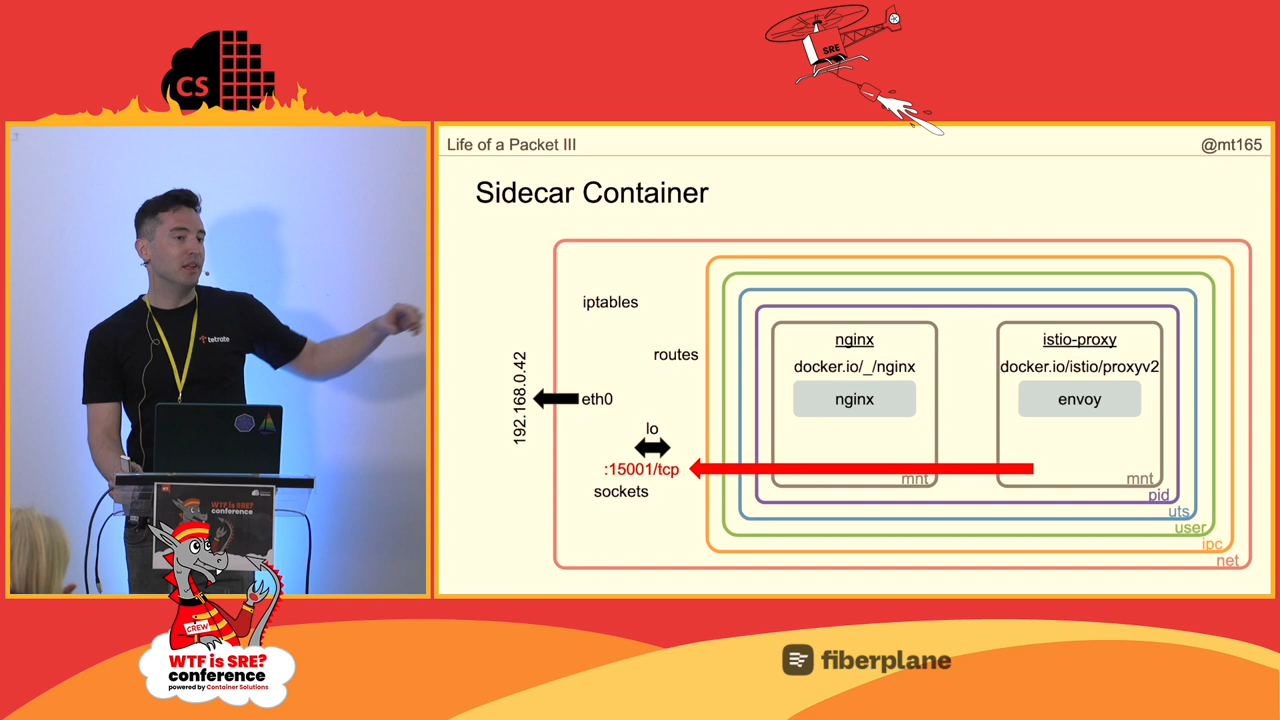 CS
SRE
Life of a Packet III
@mt165
Sidecar Container
iptables
routes
192.168.0.42
eth0
lo
:15001/tcp
sockets
nginx
docker.io/_/nginx
nginx
mnt
istio-proxy
docker.io/istio/proxyv2
envoy
mnt
pid
uts
user
ipc
net
tetrate
WTF is SRE?
conference
CREW
WTF is SRE?
conference
powered by Container Solutions
fiberplane